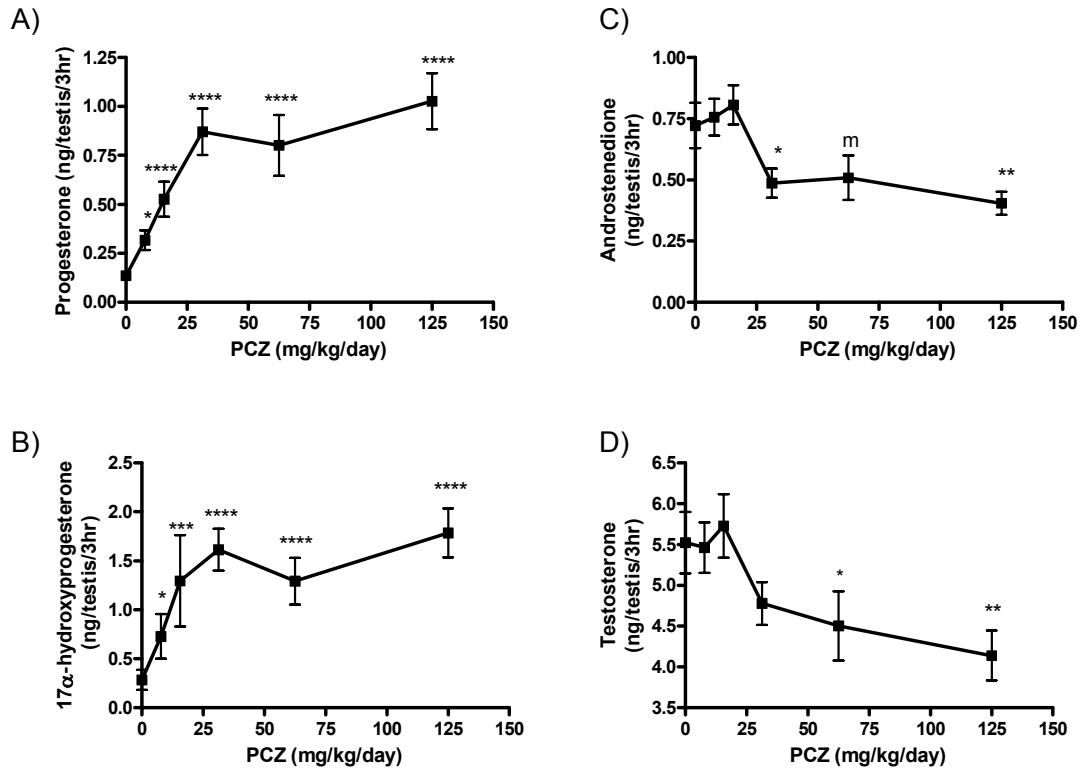 A)
Progesterone (ng/testis/3hr)
1.25
1.00
0.75
0.50
0.25
0.00
*
****
****
****
****
0 25 50 75 100 125 150
PCZ (mg/kg/day)
C)
Androstenedione
(ng/testis/3hr)
1.00
0.75
0.50
0.25
0.00
*
m
**
0 25 50 75 100 125 150
PCZ (mg/kg/day)
B)
17α-hydroxyprogesterone
(ng/testis/3hr)
2.5
2.0
1.5
1.0
0.5
0.0
*
***
****
****
****
0 25 50 75 100 125 150
PCZ (mg/kg/day)
D)
Testosterone
(ng/testis/3hr)
6.5
6.0
5.5
5.0
4.5
4.0
3.5
*
**
0 25 50 75 100 125 150
PCZ (mg/kg/day)